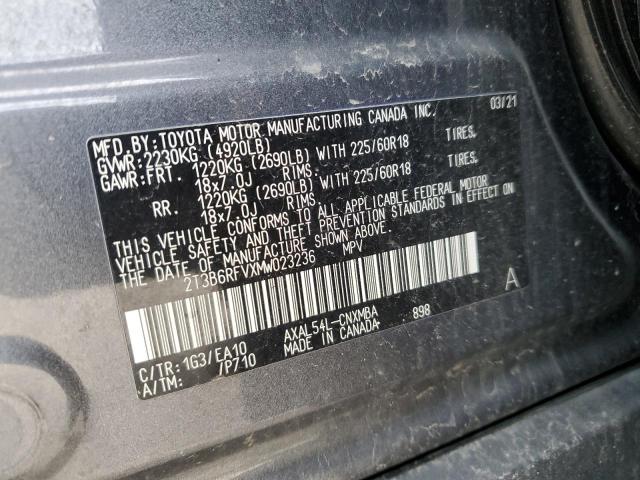 MFD.BY:TOYOTA MOTOR MANUFACTURING CANADA INC. 03/21
GVWR:2230KG (4920LB)
GAWR:FRT. 1220KG (2690LB) WITH 225/60R18 TIRES.
18x7.0J RIMS.
RR. 1220KG (2690LB) WITH 225/60R18 TIRES.
18x7.0J RIMS.
THIS VEHICLE CONFORMS TO ALL APPLICABLE FEDERAL MOTOR
VEHICLE SAFETY AND THEFT PREVENTION STANDARDS IN EFFECT ON
THE DATE OF MANUFACTURE SHOWN ABOVE.
2T3B6RFVXMW023236 MPV
A
C/TR:1G3/EA10 AXAL54L-CNXMBA 898
A/TM: /P710 MADE IN CANADA